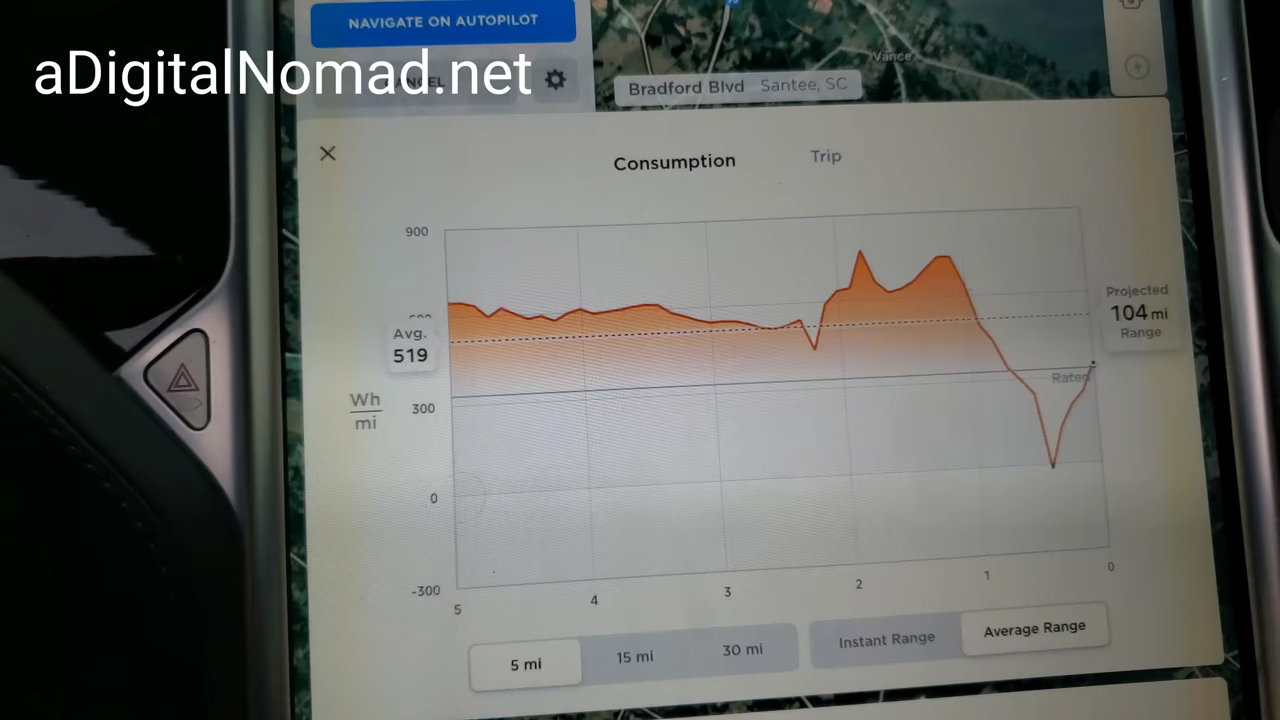 NAVIGATE ON AUTOPILOT
aDigitalNomad.net
Vance
Bradford Blvd Santee, SC
Consumption Trip
900
Avg.
519
Wh
mi
300
0
-300
Projected
104 mi
Range
Rated
5 4 3 2 1 0
5 mi 15 mi 30 mi Instant Range Average Range